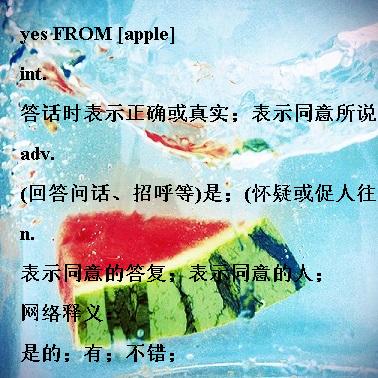 yes FROM [apple]
int.
答话时表示正确或真实；表示同意所说
adv.
(回答问话、招呼等)是；(怀疑或促人往
n.
表示同意的答复；表示同意的人；
网络释义
是的；有；不错；